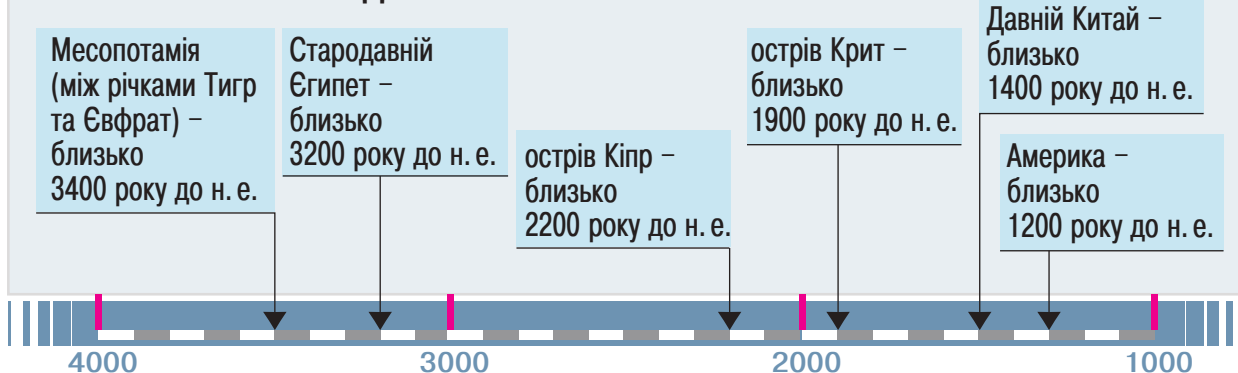 Месопотамія
(між річками Тигр
та Євфрат) –
близько
3400 року до н. е.
Стародавній
Єгипет –
близько
3200 року до н. е.
острів Кіпр –
близько
2200 року до н. е.
острів Крит –
близько
1900 року до н. е.
Давній Китай –
близько
1400 року до н. е.
Америка –
близько
1200 року до н. е.
4000
3000
2000
1000